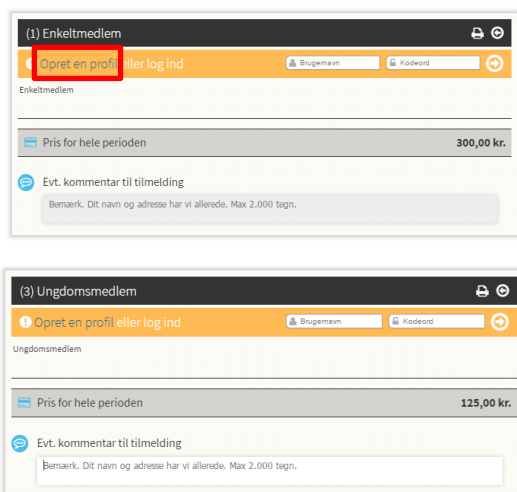 (1) Enkeltmedlem
Opret en profil eller log ind
Brugernavn
Kodeord
Enkeltmedlem
Pris for hele perioden
300,00 kr.
Evt. kommentar til tilmelding
Bemærk. Dit navn og adresse har vi allerede. Max 2.000 tegn.
(3) Ungdomsmedlem
Opret en profil eller log ind
Brugernavn
Kodeord
Ungdomsmedlem
Pris for hele perioden
125,00 kr.
Evt. kommentar til tilmelding
Bemærk. Dit navn og adresse har vi allerede. Max 2.000 tegn.